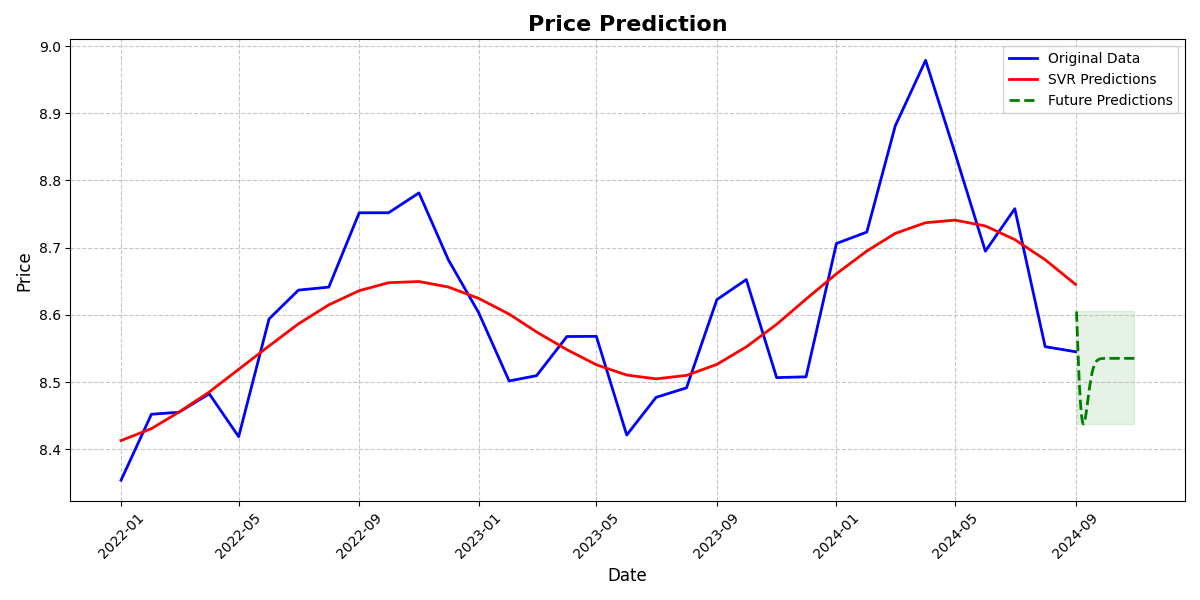 Price Prediction
Original Data
SVR Predictions
Future Predictions
Price
9.0
8.9
8.8
8.7
8.6
8.5
8.4
2022-01
2022-05
2022-09
2023-01
2023-05
2023-09
2024-01
2024-05
2024-09
Date